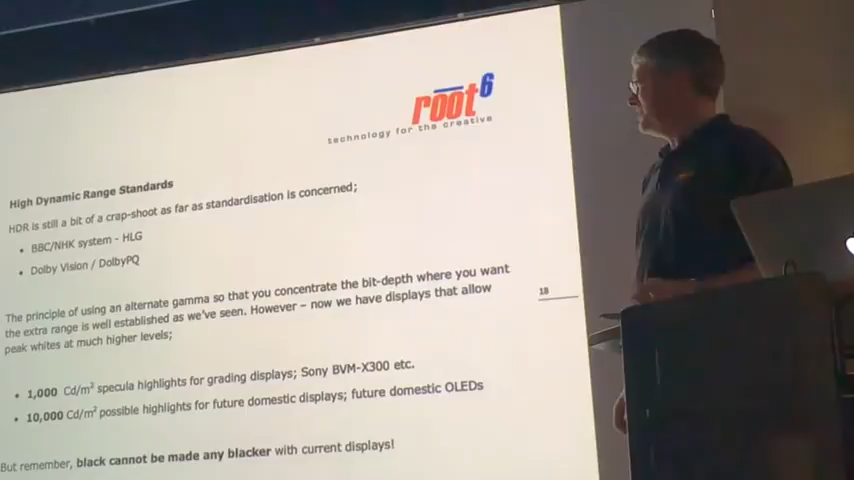 rōōt6
technology for the creative
High Dynamic Range Standards
HDR is still a bit of a crap-shoot as far as standardisation is concerned;
• BBC/NHK system - HLG
• Dolby Vision / DolbyPQ
The principle of using an alternate gamma so that you concentrate the bit-depth where you want
the extra range is well established as we've seen. However – now we have displays that allow
peak whites at much higher levels;
18
• 1,000 Cd/m² specula highlights for grading displays; Sony BVM-X300 etc.
• 10,000 Cd/m² possible highlights for future domestic displays; future domestic OLEDs
But remember, black cannot be made any blacker with current displays!